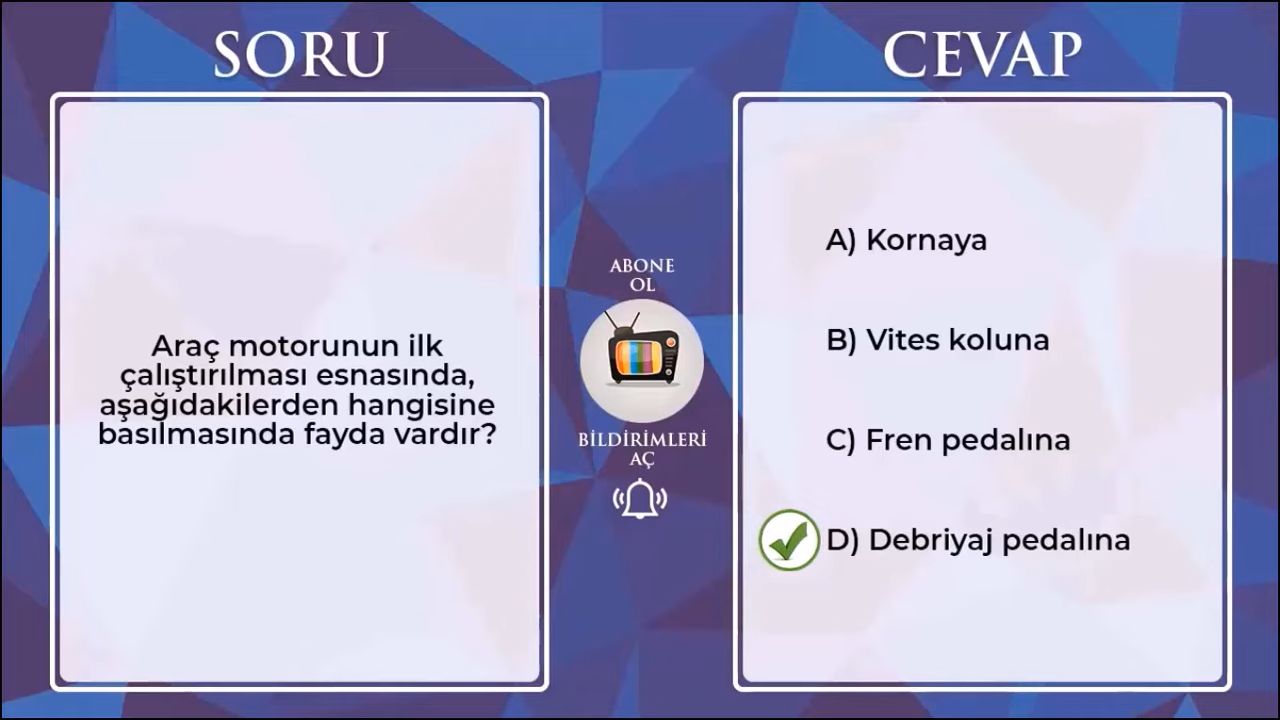 SORU
CEVAP
Araç motorunun ilk
çalıştırılması esnasında,
aşağıdakilerden hangisine
basılmasında fayda vardır?
ABONE
OL
BİLDİRİMLERİ
AÇ
A) Kornaya
B) Vites koluna
C) Fren pedalına
D) Debriyaj pedalına